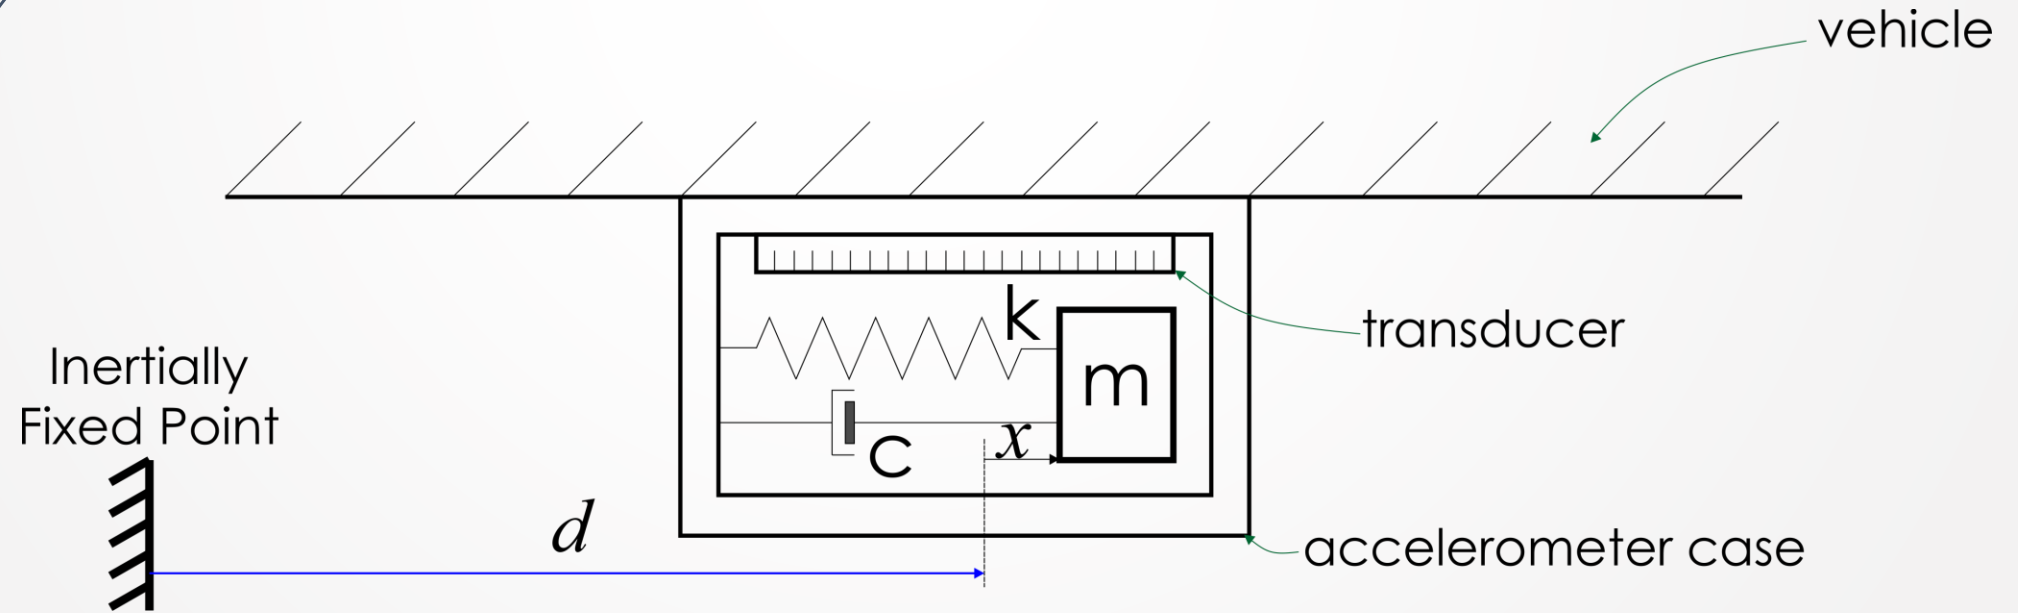 vehicle
k
transducer
m
Inertially
Fixed Point
x
c
d
accelerometer case